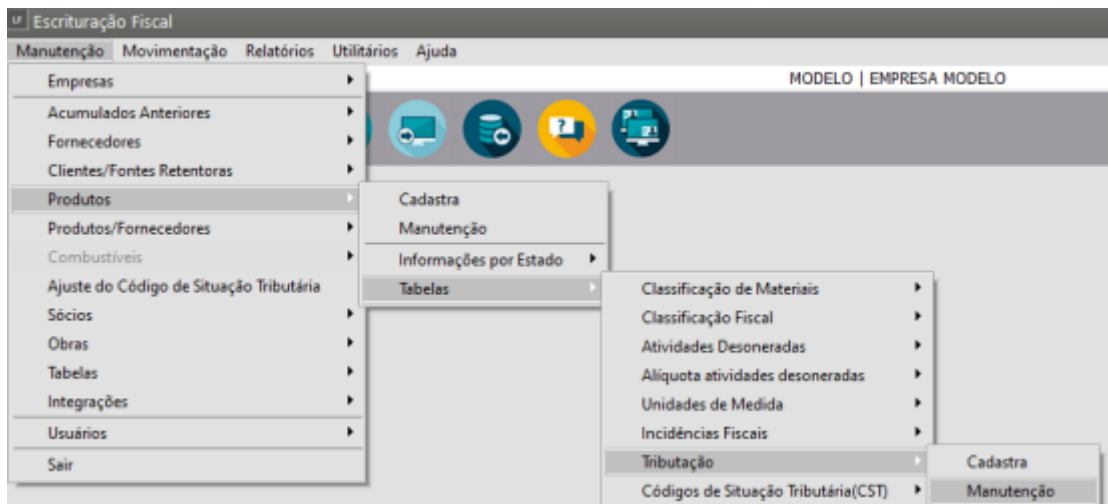 LF Escrituração Fiscal
Manutenção Movimentação Relatórios Utilitários Ajuda
MODELO | EMPRESA MODELO
Empresas
Acumulados Anteriores
Fornecedores
Clientes/Fontes Retentoras
Produtos
Produtos/Fornecedores
Combustíveis
Ajuste do Código de Situação Tributária
Sócios
Obras
Tabelas
Integrações
Usuários
Sair
Cadastra
Manutenção
Informações por Estado
Tabelas
Classificação de Materiais
Classificação Fiscal
Atividades Desoneradas
Alíquota atividades desoneradas
Unidades de Medida
Incidências Fiscais
Tributação
Códigos de Situação Tributária(CST)
Cadastra
Manutenção